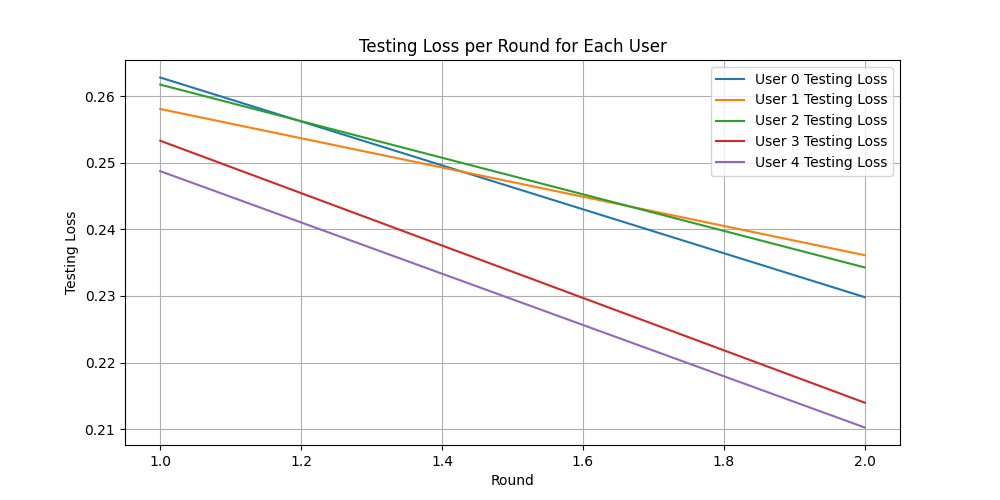 Testing Loss per Round for Each User
User 0 Testing Loss
User 1 Testing Loss
User 2 Testing Loss
User 3 Testing Loss
User 4 Testing Loss
Testing Loss
0.26
0.25
0.24
0.23
0.22
0.21
1.0 1.2 1.4 1.6 1.8 2.0
Round